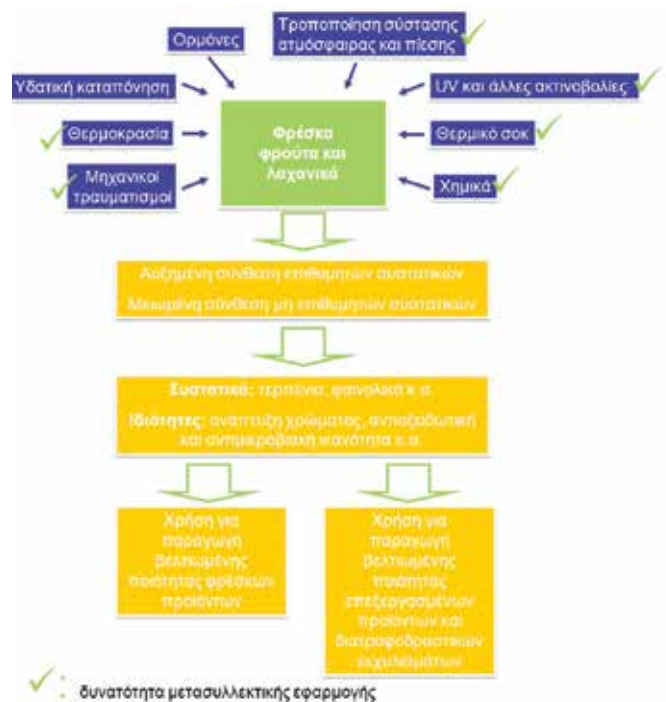 Ορμόνες
Τροποποίηση σύστασης
ατμόσφαιρας και πίεσης
Υδατική καταπόνηση
UV και άλλες ακτινοβολίες
Θερμοκρασία
Φρέσκα
φρούτα και
λαχανικά
Θερμικό σοκ
Μηχανικοί
τραυματισμοί
Χημικά
Αυξημένη σύνθεση επιθυμητών συστατικών
Μειωμένη σύνθεση μη επιθυμητών συστατικών
Συστατικά: τερπένια, φαινολικά κ.α.
Ιδιότητες: ανάπτυξη χρώματος, αντιοξειδωτική
και αντιμικροβιακή ικανότητα κ.α.
Χρήση για
παραγωγή
βελτιωμένης
ποιότητας φρέσκων
προϊόντων
Χρήση για
παραγωγή
βελτιωμένης
ποιότητας
επεξεργασμένων
προϊόντων και
διατροφοδραστικών
εκχυλισμάτων
: δυνατότητα μετασυλλεκτικής εφαρμογής